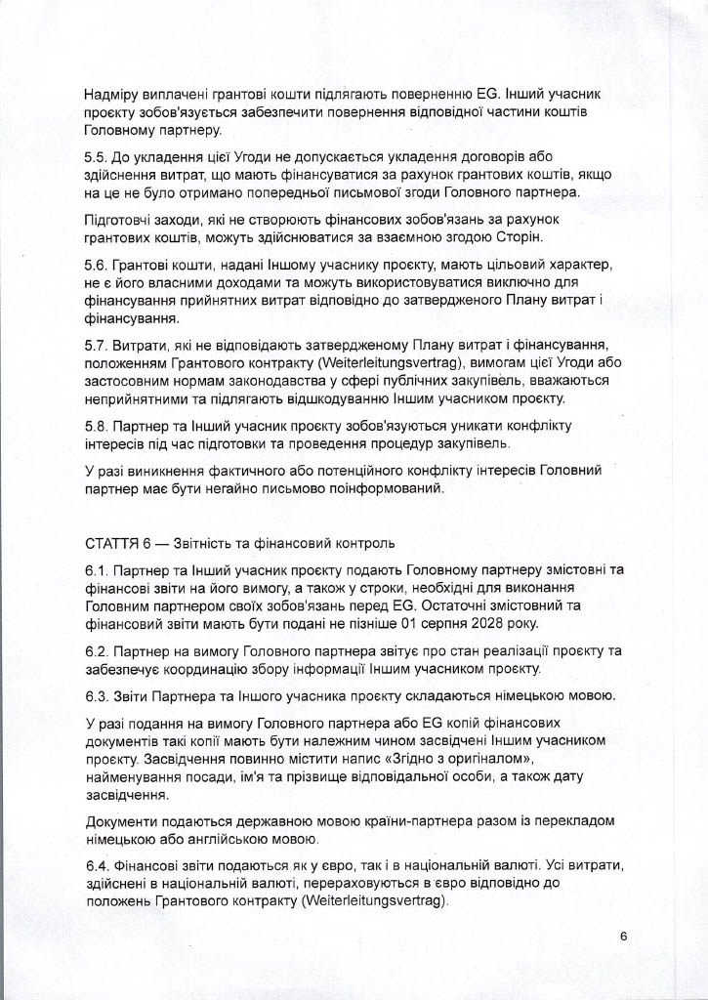 Надміру виплачені грантові кошти підлягають поверненню EG. Інший учасник
проєкту зобов'язується забезпечити повернення відповідної частини коштів
Головному партнеру.
5.5. До укладення цієї Угоди не допускається укладення договорів або
здійснення витрат, що мають фінансуватися за рахунок грантових коштів, якщо
на це не було отримано попередньої письмової згоди Головного партнера.
Підготовчі заходи, які не створюють фінансових зобов'язань за рахунок
грантових коштів, можуть здійснюватися за взаємною згодою Сторін.
5.6. Грантові кошти, надані Іншому учаснику проєкту, мають цільовий характер,
не є його власними доходами та можуть використовуватися виключно для
фінансування прийнятних витрат відповідно до затвердженого Плану витрат і
фінансування.
5.7. Витрати, які не відповідають затвердженому Плану витрат і фінансування,
положенням Грантового контракту (Weiterleitungsvertrag), вимогам цієї Угоди або
застосовним нормам законодавства у сфері публічних закупівель, вважаються
неприйнятними та підлягають відшкодуванню Іншим учасником проєкту.
5.8. Партнер та Інший учасник проєкту зобов'язуються уникати конфлікту
інтересів під час підготовки та проведення процедур закупівель.
У разі виникнення фактичного або потенційного конфлікту інтересів Головний
партнер має бути негайно письмово поінформований.
СТАТТЯ 6 — Звітність та фінансовий контроль
6.1. Партнер та Інший учасник проєкту подають Головному партнеру змістовні та
фінансові звіти на його вимогу, а також у строки, необхідні для виконання
Головним партнером своїх зобов'язань перед EG. Остаточні змістовний та
фінансовий звіти мають бути подані не пізніше 01 серпня 2028 року.
6.2. Партнер на вимогу Головного партнера звітує про стан реалізації проєкту та
забезпечує координацію збору інформації Іншим учасником проєкту.
6.3. Звіти Партнера та Іншого учасника проєкту складаються німецькою мовою.
У разі подання на вимогу Головного партнера або EG копій фінансових
документів такі копії мають бути належним чином засвідчені Іншим учасником
проєкту. Засвідчення повинно містити напис «Згідно з оригіналом»,
найменування посади, ім'я та прізвище відповідальної особи, а також дату
засвідчення.
Документи подаються державною мовою країни-партнера разом із перекладом
німецькою або англійською мовою.
6.4. Фінансові звіти подаються як у євро, так і в національній валюті. Усі витрати,
здійснені в національній валюті, перераховуються в євро відповідно до
положень Грантового контракту (Weiterleitungsvertrag).
6